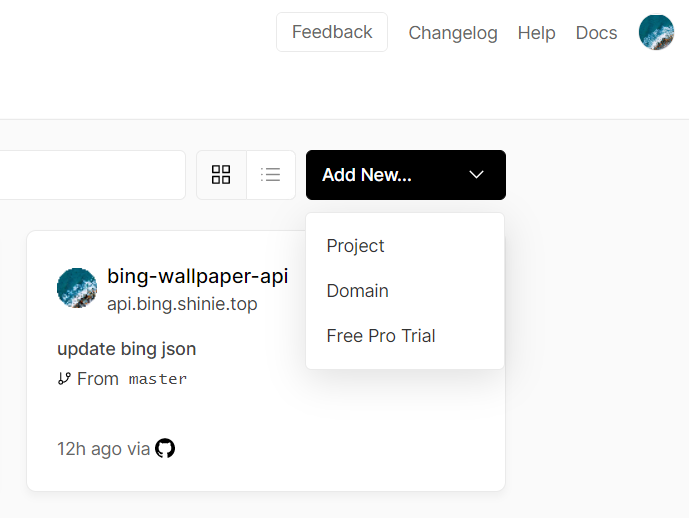 Feedback Changelog Help Docs
Add New...
Project
Domain
Free Pro Trial
bing-wallpaper-api
api.bing.shinie.top
update bing json
From master
12h ago via